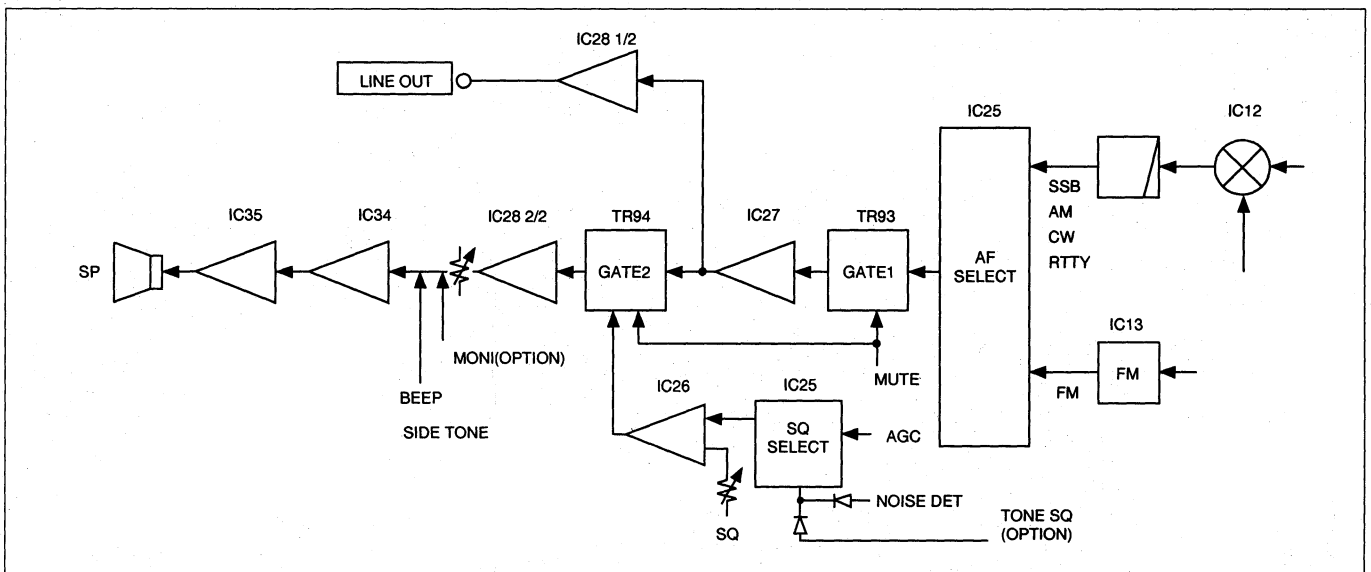 IC28 1/2
LINE OUT
IC25
IC12
SSB
AM
CW
RTTY
IC35
IC34
IC28 2/2
TR94
IC27
TR93
SP
GATE2
GATE1
AF
SELECT
MONI(OPTION)
BEEP
SIDE TONE
MUTE
IC13
FM
FM
IC26
IC25
SQ
SELECT
AGC
SQ
NOISE DET
TONE SQ
(OPTION)